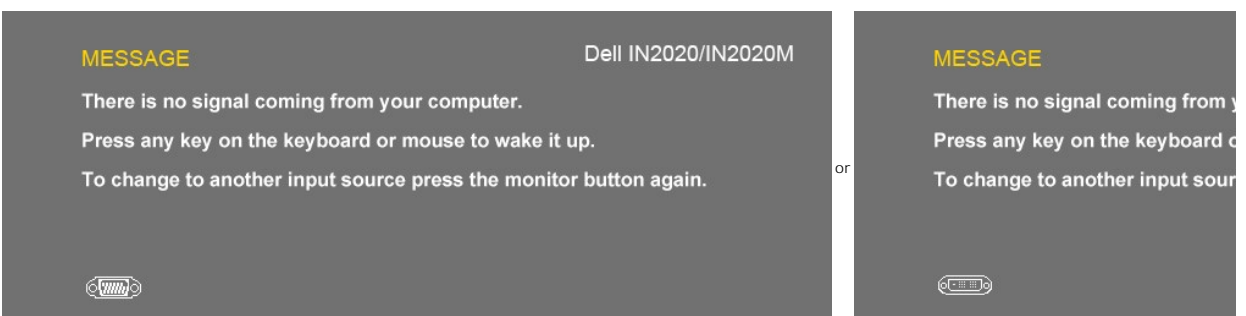 MESSAGE
Dell IN2020/IN2020M
There is no signal coming from your computer.
Press any key on the keyboard or mouse to wake it up.
To change to another input source press the monitor button again.
or
MESSAGE
There is no signal coming from
Press any key on the keyboard
To change to another input